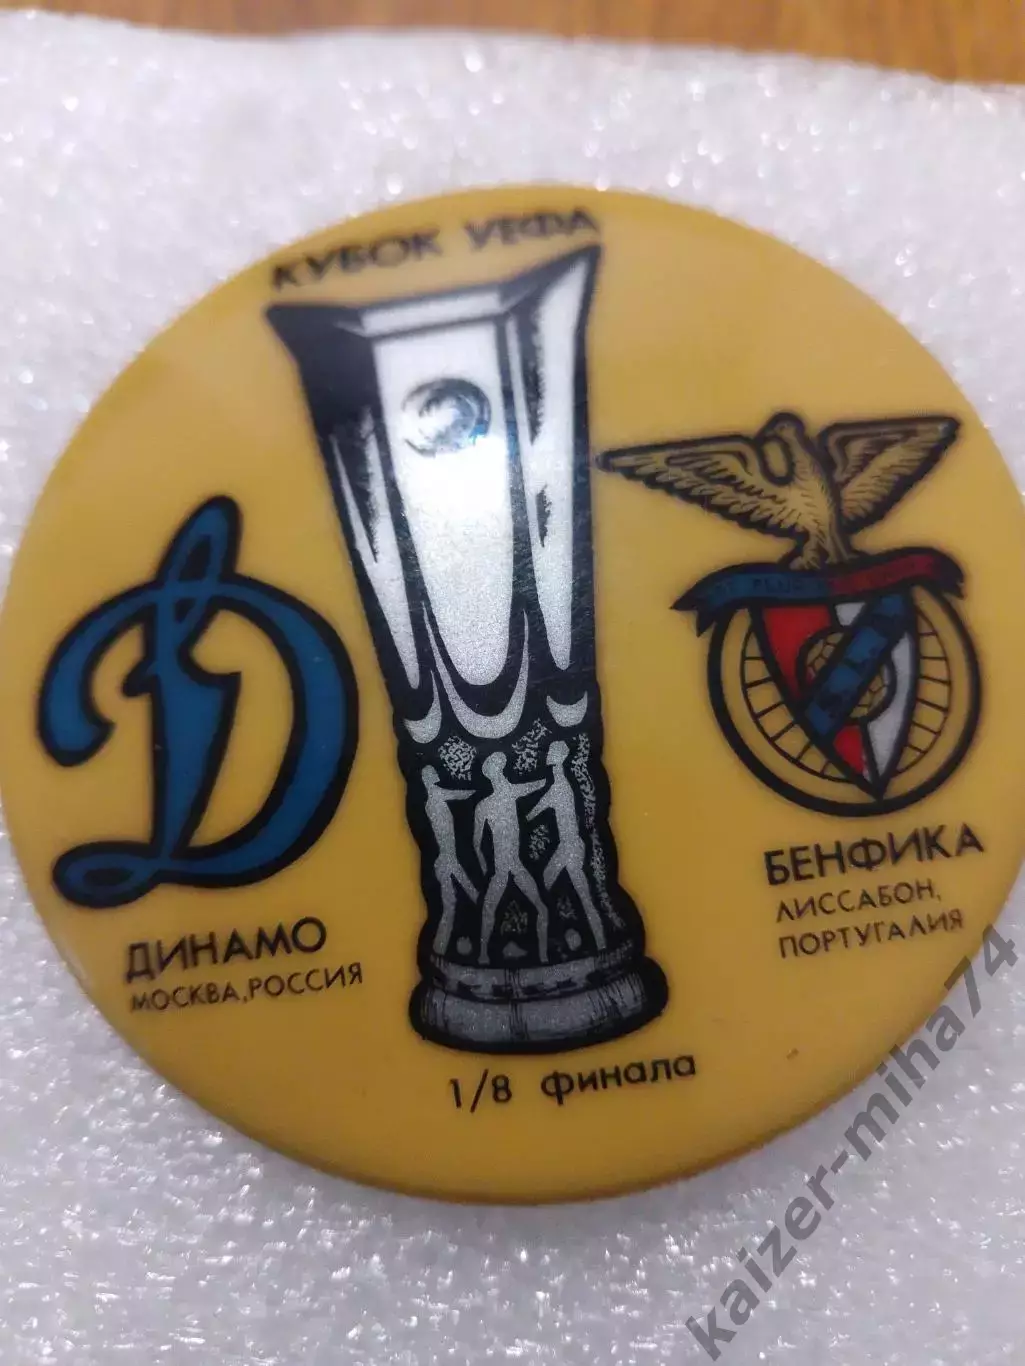 КУБОК УЕФА
ДИНАМО
МОСКВА, РОССИЯ
БЕНФИКА
ЛИССАБОН,
ПОРТУГАЛИЯ
1/8 финала
kaizer-miha74